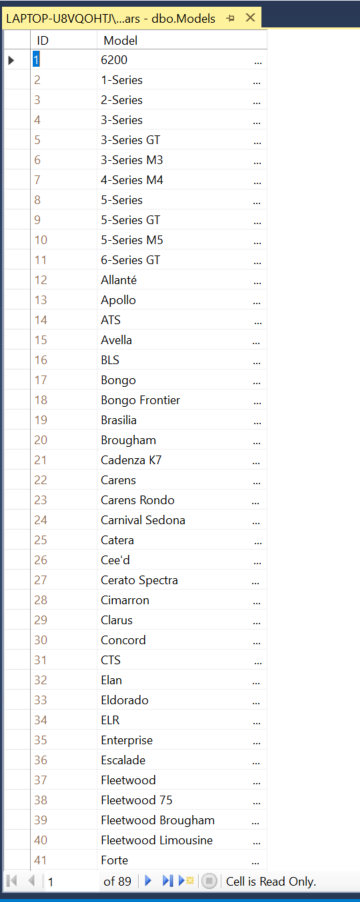 LAPTOP-U8VQOHTJ\...ars - dbo.Models
ID Model
1 6200 ...
2 1-Series ...
3 2-Series ...
4 3-Series ...
5 3-Series GT ...
6 3-Series M3 ...
7 4-Series M4 ...
8 5-Series ...
9 5-Series GT ...
10 5-Series M5 ...
11 6-Series GT ...
12 Allanté ...
13 Apollo ...
14 ATS ...
15 Avella ...
16 BLS ...
17 Bongo ...
18 Bongo Frontier ...
19 Brasilia ...
20 Brougham ...
21 Cadenza K7 ...
22 Carens ...
23 Carens Rondo ...
24 Carnival Sedona ...
25 Catera ...
26 Cee'd ...
27 Cerato Spectra ...
28 Cimarron ...
29 Clarus ...
30 Concord ...
31 CTS ...
32 Elan ...
33 Eldorado ...
34 ELR ...
35 Enterprise ...
36 Escalade ...
37 Fleetwood ...
38 Fleetwood 75 ...
39 Fleetwood Brougham ...
40 Fleetwood Limousine ...
41 Forte ...
1 of 89 Cell is Read Only.